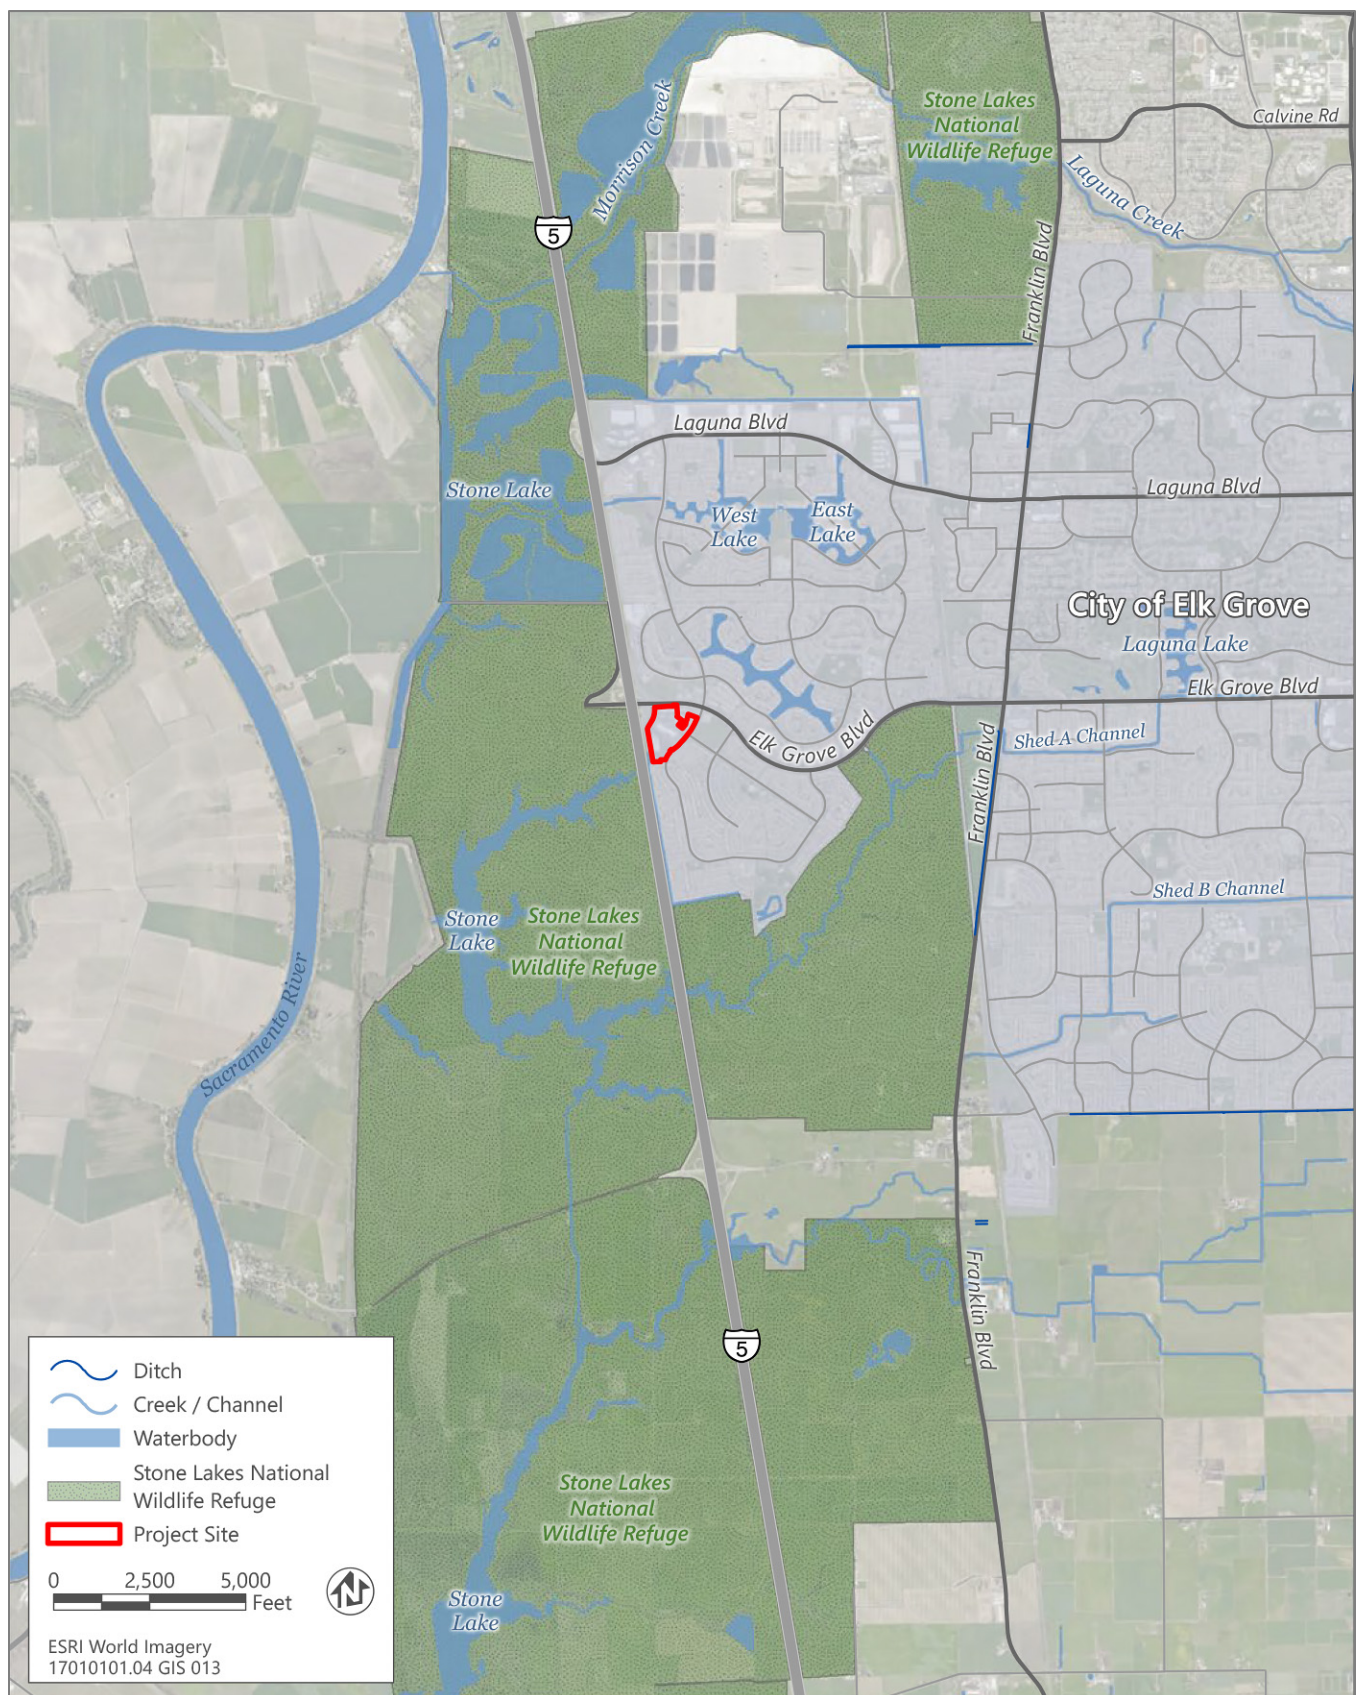 Stone Lakes
National
Wildlife Refuge
Calvine Rd
Morrison Creek
Laguna Creek
5
Franklin Blvd
Laguna Blvd
Stone Lake
Laguna Blvd
West
Lake
East
Lake
City of Elk Grove
Laguna Lake
Elk Grove Blvd
Elk Grove Blvd
Shed A Channel
Franklin Blvd
Shed B Channel
Stone
Lake
Stone Lakes
National
Wildlife Refuge
Sacramento River
Franklin Blvd
5
Stone Lakes
National
Wildlife Refuge
Stone
Lake
Ditch
Creek / Channel
Waterbody
Stone Lakes National
Wildlife Refuge
Project Site
0 2,500 5,000
Feet
N
ESRI World Imagery
17010101.04 GIS 013